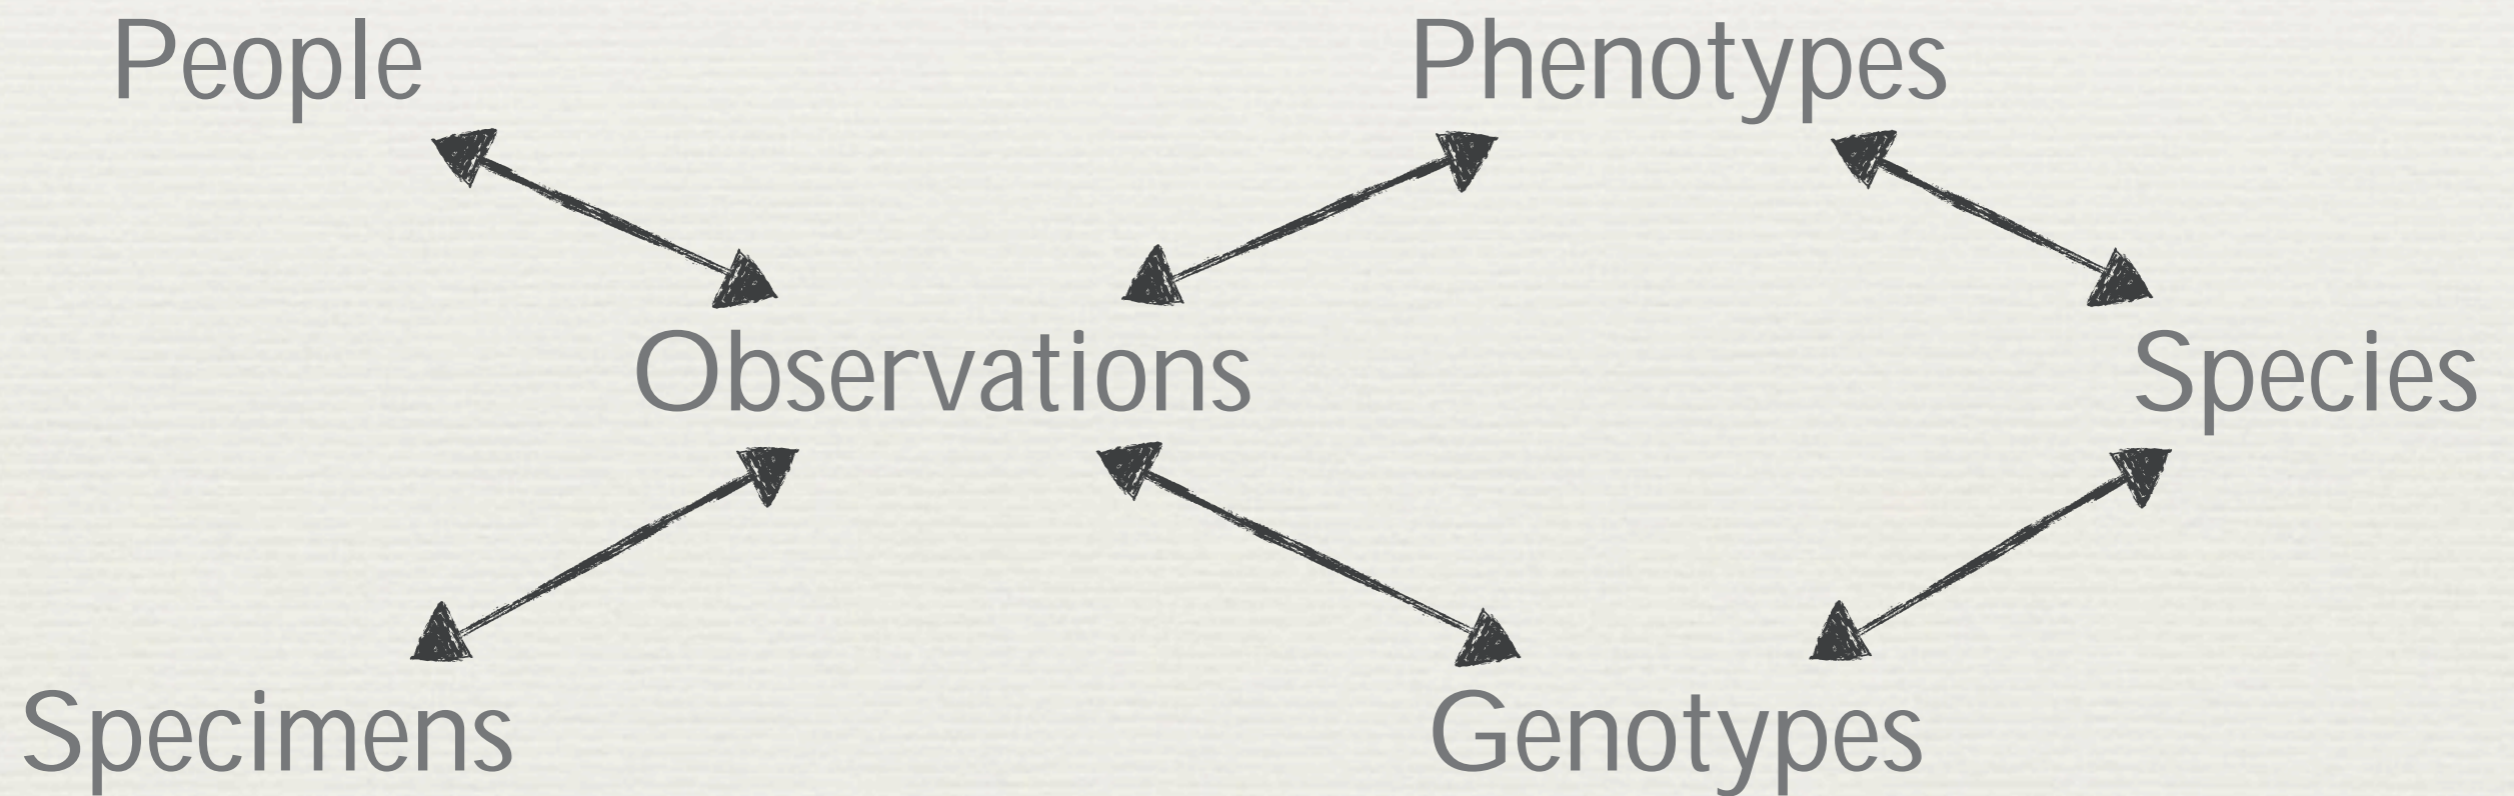 People
Phenotypes
Observations
Species
Specimens
Genotypes